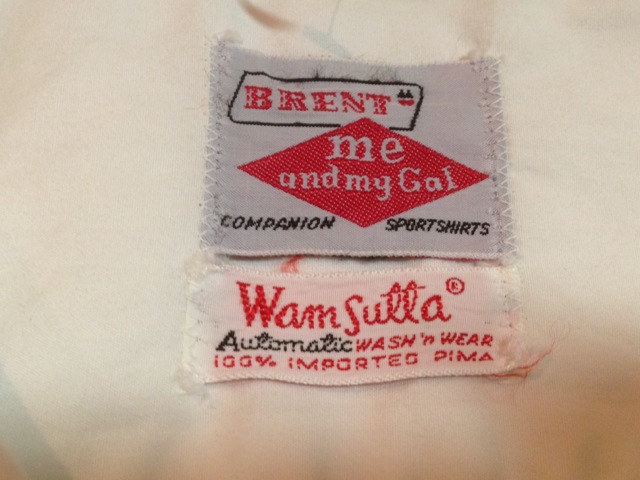 BRENT
me
and my Gal
COMPANION SPORTSHIRTS
WamSutta®
Automatic WASH 'n WEAR
100% IMPORTED PIMA